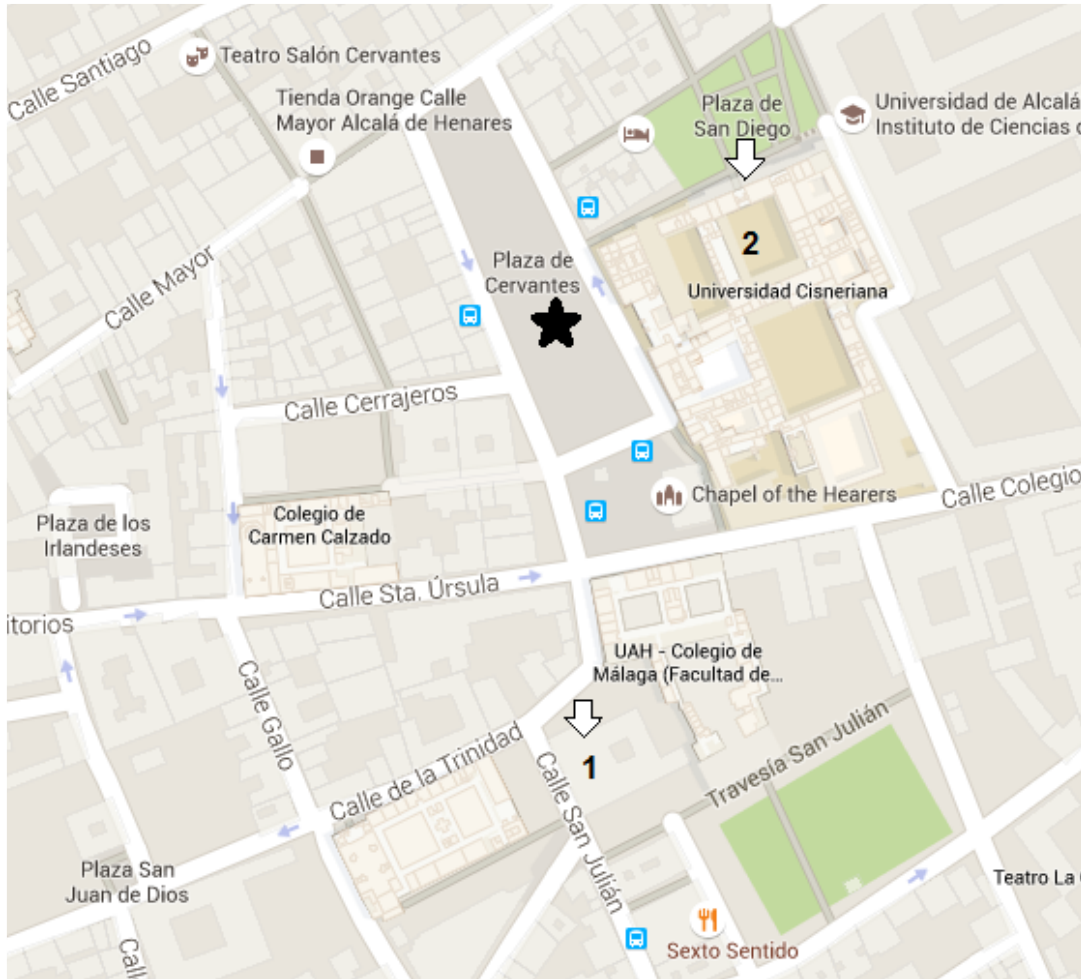 Calle Santiago
Teatro Salón Cervantes
Tienda Orange Calle
Mayor Alcalá de Henares
Plaza de
San Diego
Universidad de Alcalá
Instituto de Ciencias
2
Universidad Cisneriana
Plaza de
Cervantes
Calle Mayor
Calle Cerrajeros
Chapel of the Hearers
Calle Colegio
Colegio de
Carmen Calzado
Plaza de los
Irlandeses
Calle Sta. Úrsula
itorios
UAH - Colegio de
Málaga (Facultad de...
Calle Gallo
1
Calle de la Trinidad
Calle San Julián
Travesía San Julián
Plaza San
Juan de Dios
Teatro La
Sexto Sentido
Cal